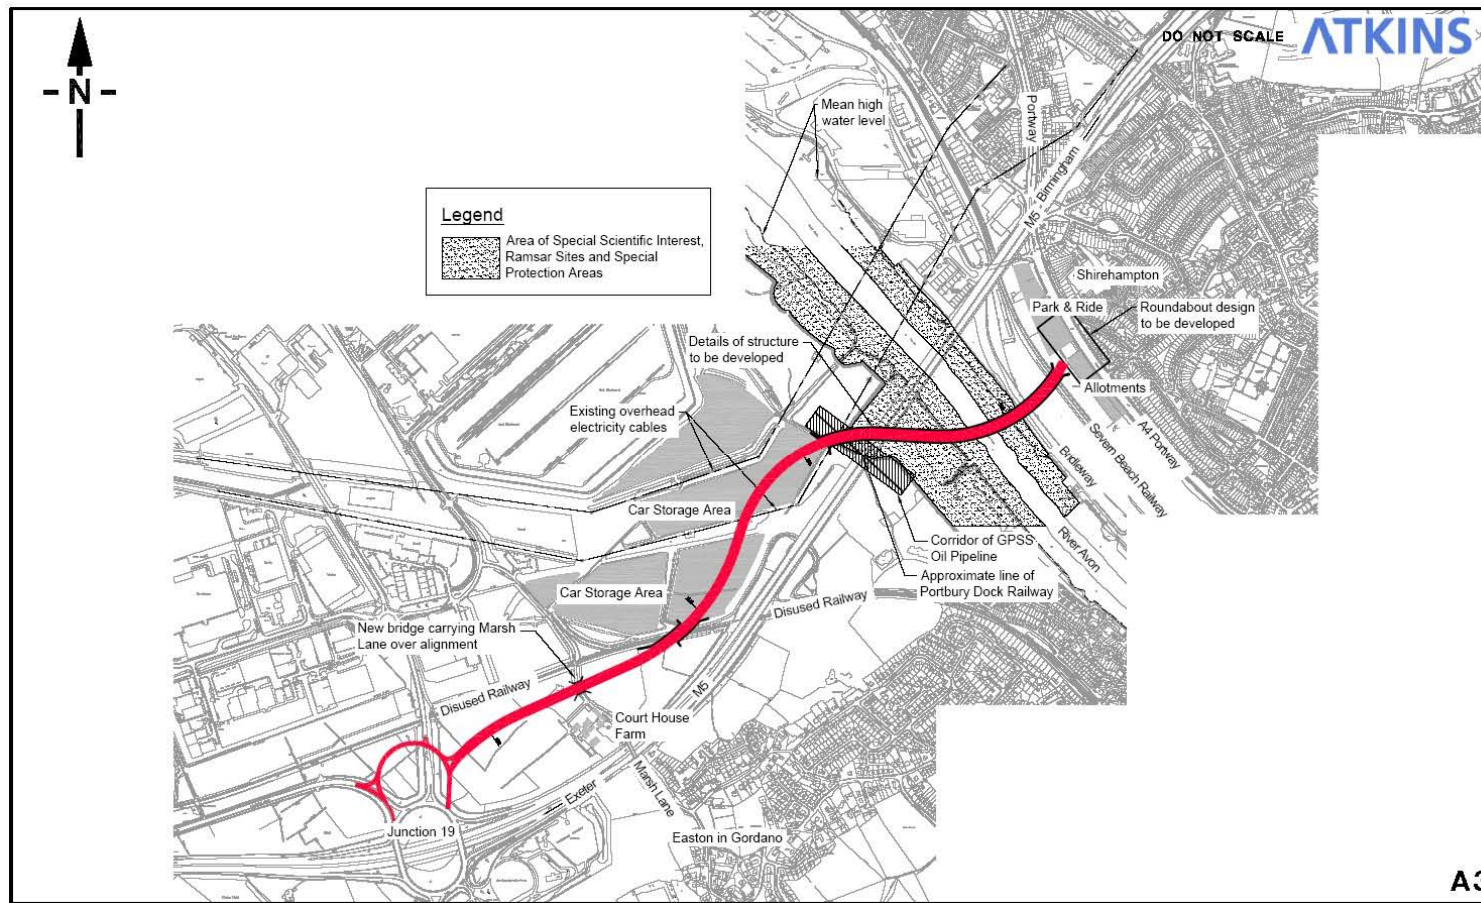 DO NOT SCALE
ATKINS
N
Mean high
water level
Portway
M5 - Birmingham
Legend
Area of Special Scientific Interest,
Ramsar Sites and Special
Protection Areas
Shirehampton
Park & Ride
Roundabout design
to be developed
Details of structure
to be developed
Allotments
Existing overhead
electricity cables
A4 Portway
Severn Beach Railway
Bridleway
River Avon
Car Storage Area
Corridor of GPSS
Oil Pipeline
Approximate line of
Portbury Dock Railway
Car Storage Area
Disused Railway
New bridge carrying Marsh
Lane over alignment
Disused Railway
M5
Court House
Farm
Marsh Lane
Exeter
Junction 19
Easton in Gordano
A3